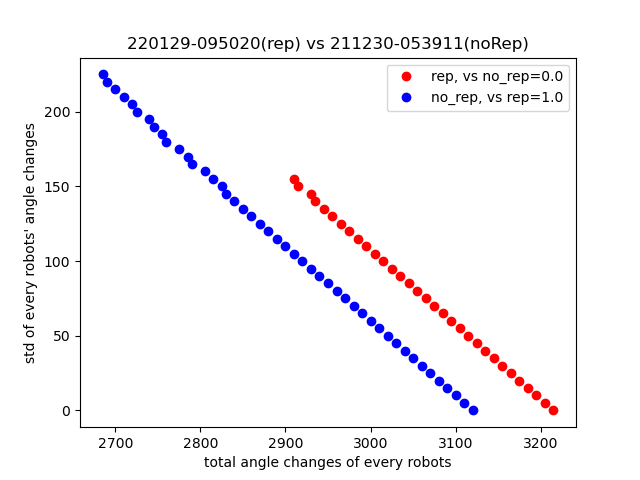 220129-095020(rep) vs 211230-053911(noRep)
rep, vs no_rep=0.0
no_rep, vs rep=1.0
std of every robots' angle changes
200
150
100
50
0
2700 2800 2900 3000 3100 3200
total angle changes of every robots